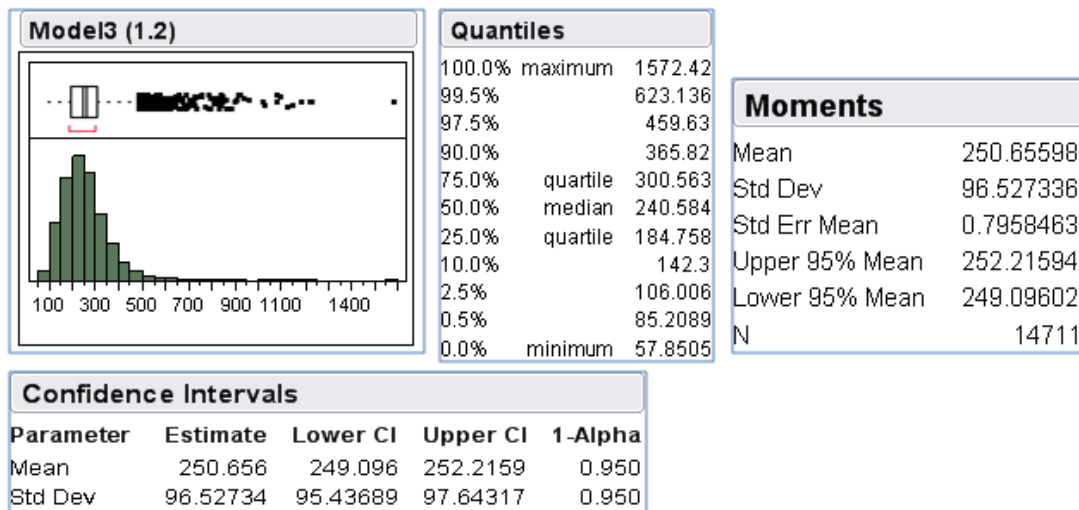 Model3 (1.2)
100 300 500 700 900 1100 1400
Quantiles
100.0% maximum 1572.42
99.5% 623.136
97.5% 459.63
90.0% 365.82
75.0% quartile 300.563
50.0% median 240.584
25.0% quartile 184.758
10.0% 142.3
2.5% 106.006
0.5% 85.2089
0.0% minimum 57.8505
Moments
Mean 250.65598
Std Dev 96.527336
Std Err Mean 0.7958463
Upper 95% Mean 252.21594
Lower 95% Mean 249.09602
N 14711
Confidence Intervals
Parameter Estimate Lower CI Upper CI 1-Alpha
Mean 250.656 249.096 252.2159 0.950
Std Dev 96.52734 95.43689 97.64317 0.950